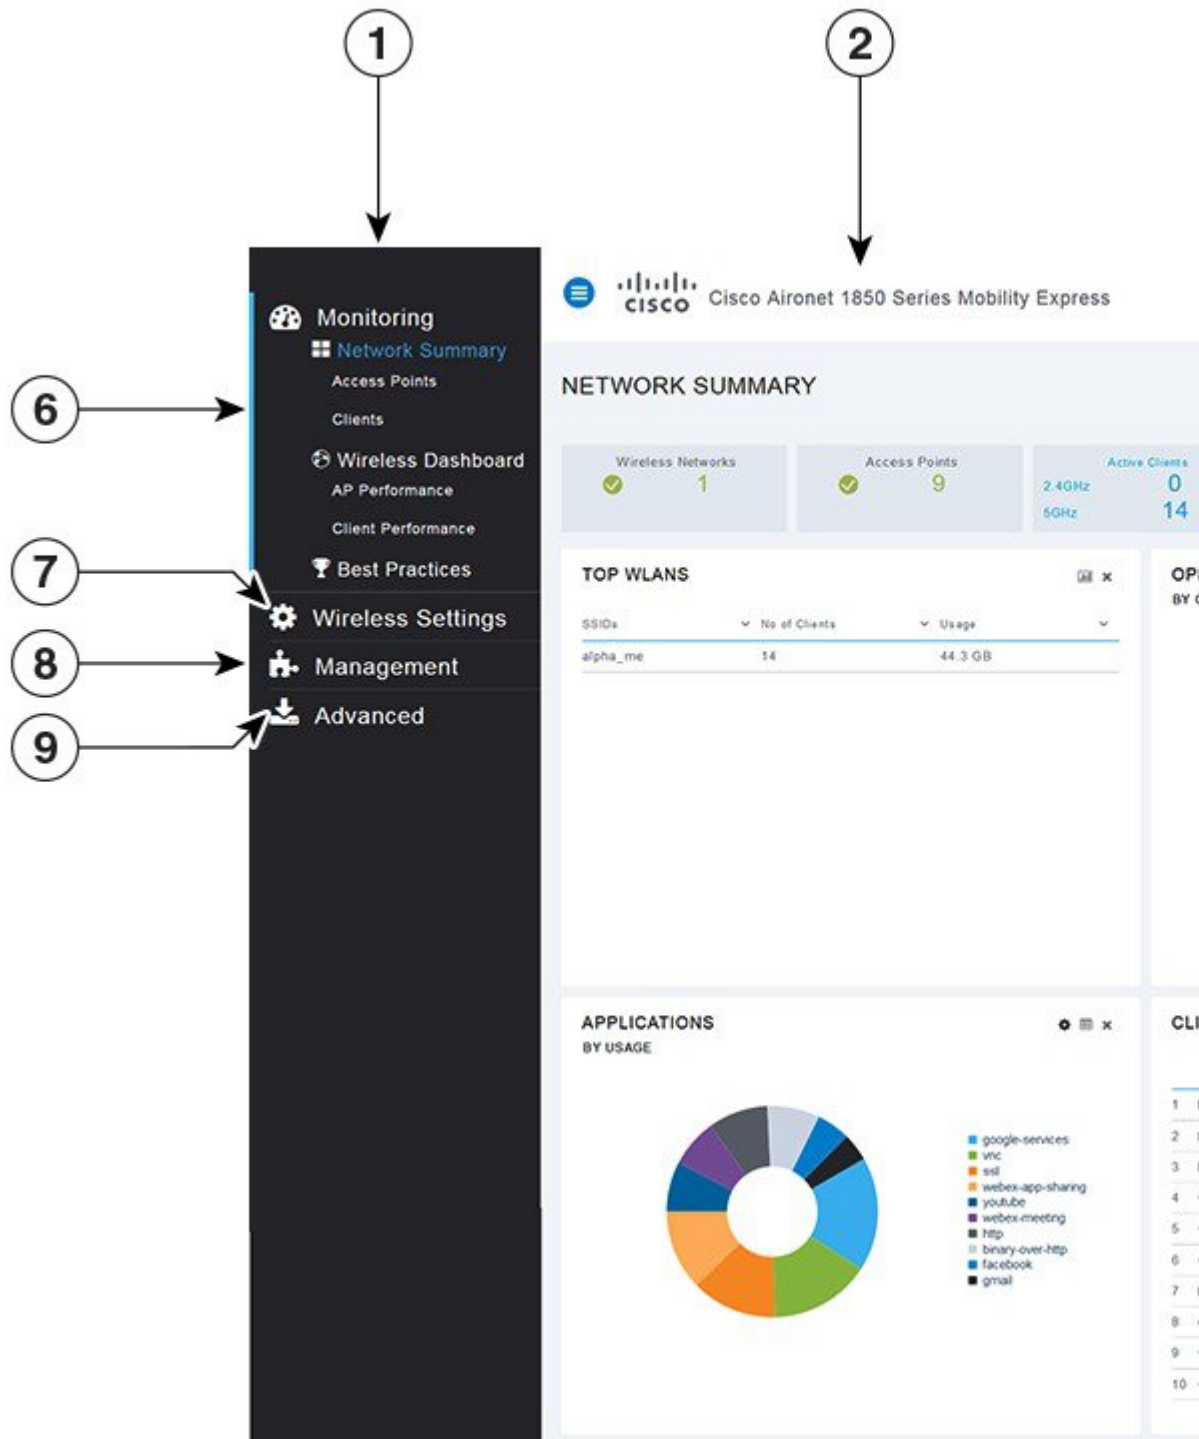 1
2
Monitoring
Network Summary
Access Points
Clients
Wireless Dashboard
AP Performance
Client Performance
Best Practices
Wireless Settings
Management
Advanced
6
7
8
9
CISCO Cisco Aironet 1850 Series Mobility Express
NETWORK SUMMARY
Wireless Networks
1
Access Points
9
Active Clients
2.4GHz 0
5GHz 14
TOP WLANS
SSIDs No of Clients Usage
alpha_me 14 44.3 GB
OP
BY
APPLICATIONS
BY USAGE
google-services
vnc
ssl
webex-app-sharing
youtube
webex-meeting
http
binary-over-http
facebook
gmail
CLI
1
2
3
4
5
6
7
8
9
10